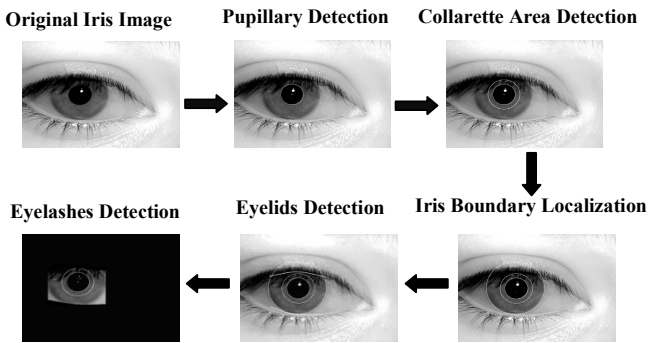 Original Iris Image
Pupillary Detection
Collarette Area Detection
Iris Boundary Localization
Eyelids Detection
Eyelashes Detection